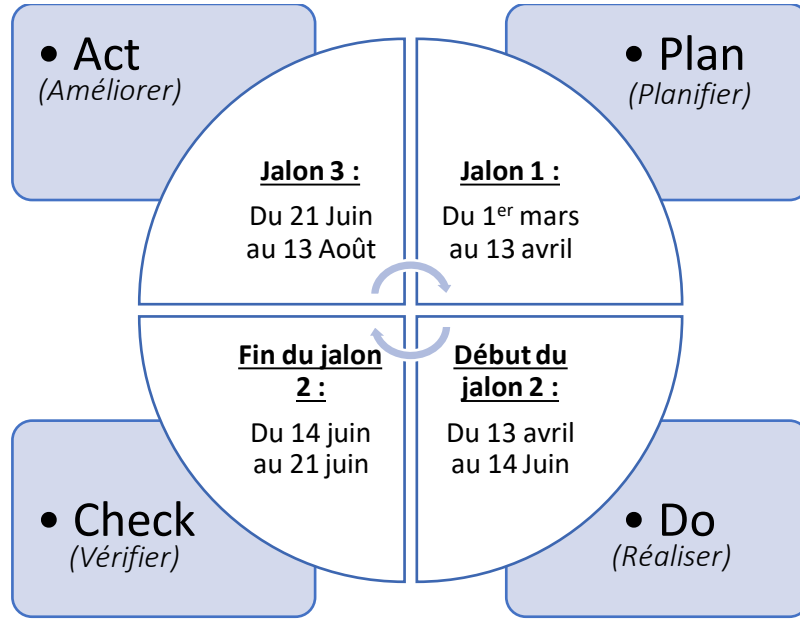 • Act
(Améliorer)
• Plan
(Planifier)
Jalon 3 :
Du 21 Juin
au 13 Août
Jalon 1 :
Du 1er mars
au 13 avril
Fin du jalon
2 :
Du 14 juin
au 21 juin
Début du
jalon 2 :
Du 13 avril
au 14 Juin
• Check
(Vérifier)
• Do
(Réaliser)